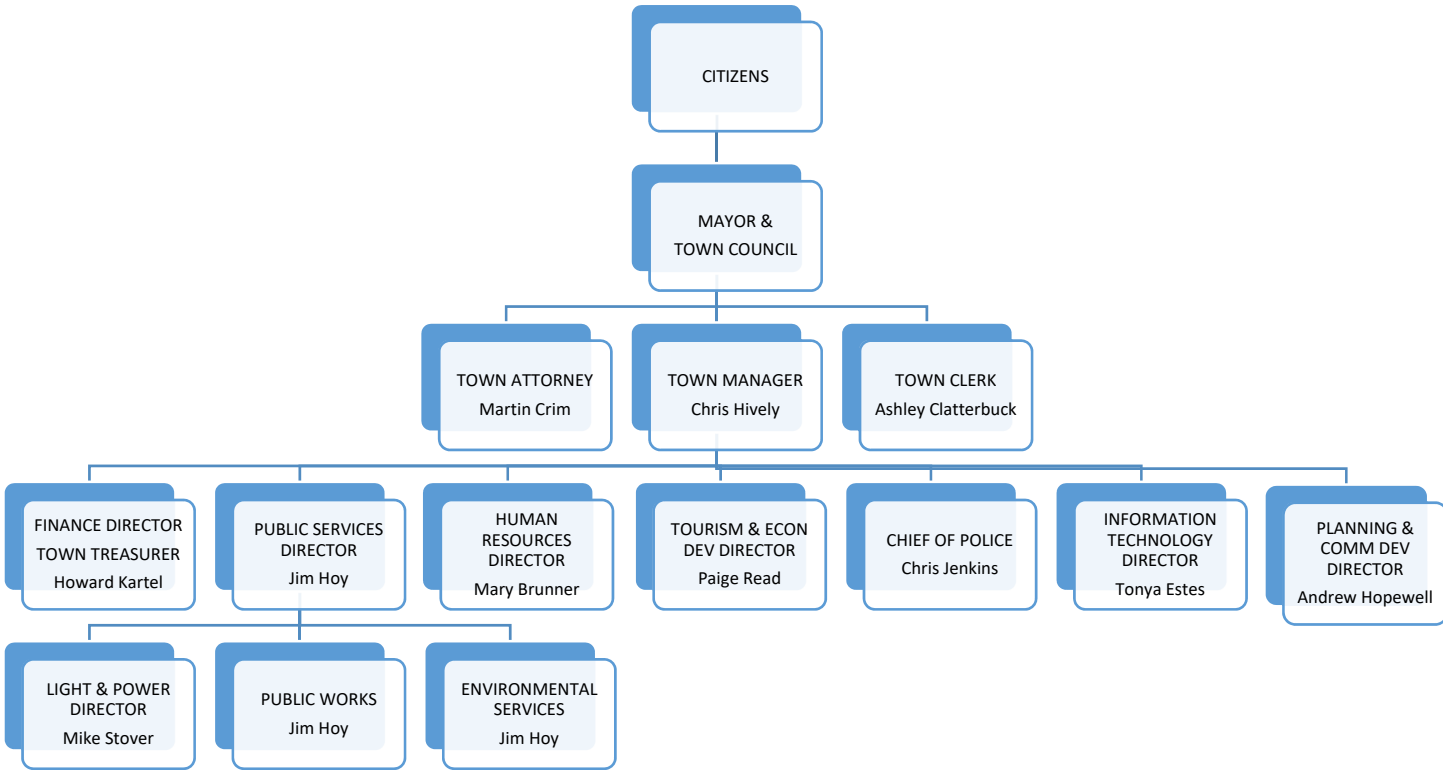 CITIZENS
MAYOR &
TOWN COUNCIL
TOWN ATTORNEY
Martin Crim
TOWN MANAGER
Chris Hively
TOWN CLERK
Ashley Clatterbuck
FINANCE DIRECTOR
TOWN TREASURER
Howard Kartel
PUBLIC SERVICES
DIRECTOR
Jim Hoy
HUMAN
RESOURCES
DIRECTOR
Mary Brunner
TOURISM & ECON
DEV DIRECTOR
Paige Read
CHIEF OF POLICE
Chris Jenkins
INFORMATION
TECHNOLOGY
DIRECTOR
Tonya Estes
PLANNING &
COMM DEV
DIRECTOR
Andrew Hopewell
LIGHT & POWER
DIRECTOR
Mike Stover
PUBLIC WORKS
Jim Hoy
ENVIRONMENTAL
SERVICES
Jim Hoy